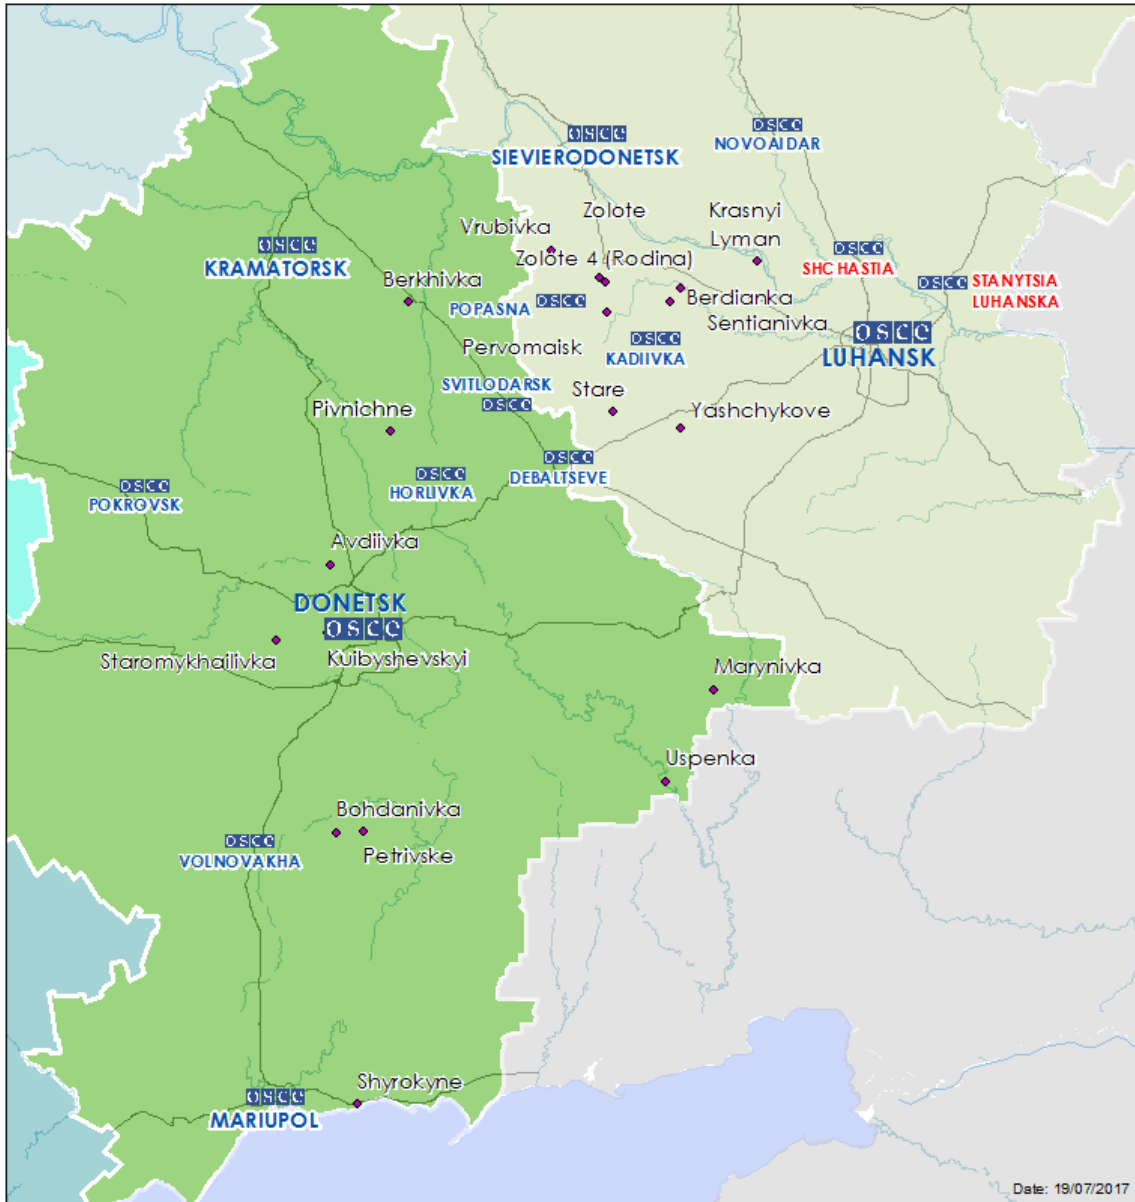 OSCE
SIEVIERODONETSK
OSCE
NOVOAIDAR
Zolote
Krasnyi
Lyman
Vrubivka
OSCE
KRAMATORSK
Zolote 4 (Rodina)
OSCE
SHCHASTIA
OSCE
STANYTSIA
LUHANSKA
Berkhivka
POPASNA
OSCE
Berdianka
Sentianivka
OSCE
LUHANSK
OSCE
KADIIVKA
Pervomaisk
SVITLODARSK
OSCE
Stare
Yashchykove
Pivnichne
OSCE
DEBALTSEVE
OSCE
HORLIVKA
OSCE
POKROVSK
Avdiivka
DONETSK
OSCE
Staromykhailivka
Kuibyshevskyi
Marynivka
Uspenka
Bohdanivka
OSCE
VOLNOVAKHA
Petrivske
Shyrokyne
OSCE
MARIUPOL
Date: 19/07/2017